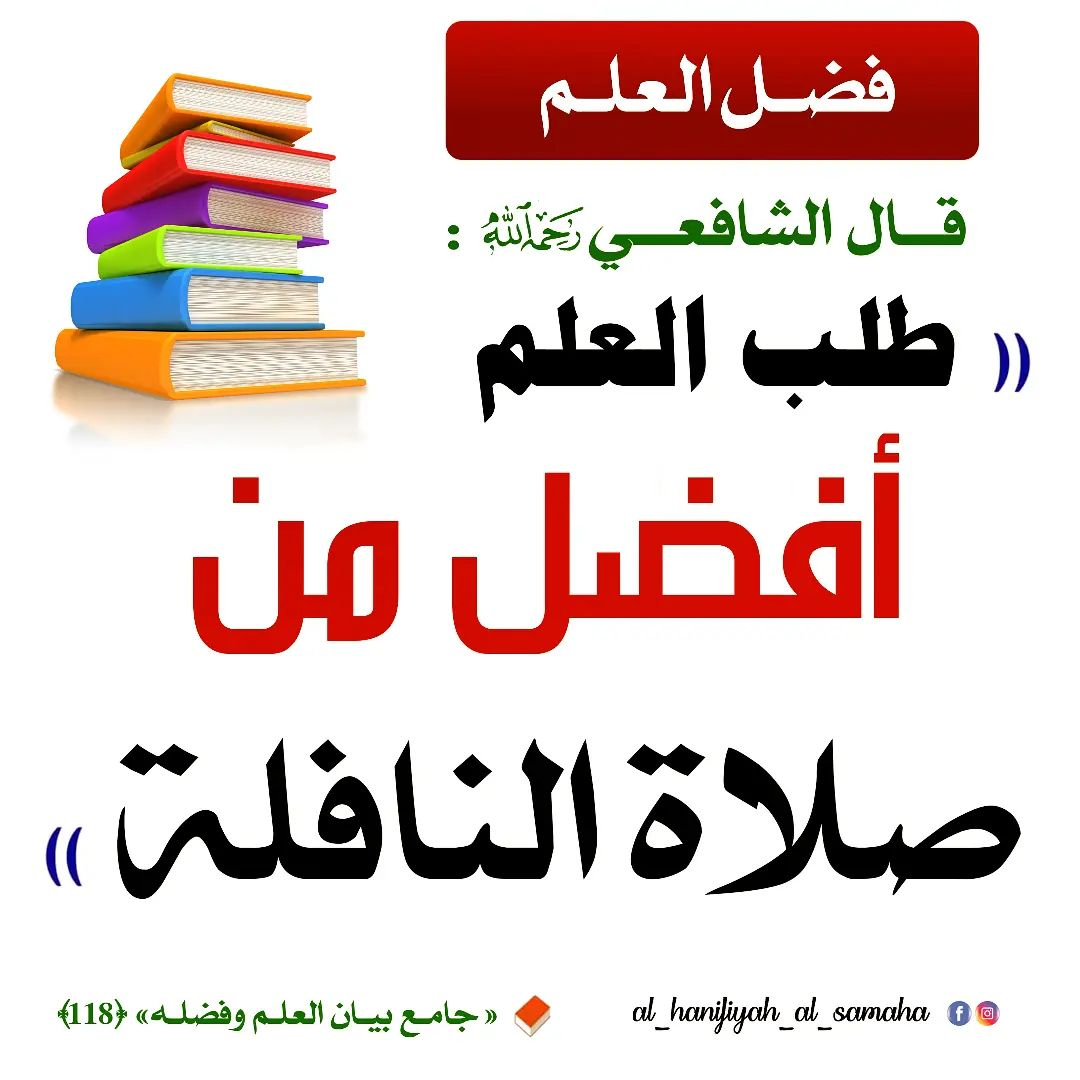 فضل العلم
قال الشافعي رحمه الله :
(( طلب العلم
أفضل من
صلاة النافلة ))
« جامع بيان العلم وفضله» ﴿118﴾
al_hanifiyah_al_samaha